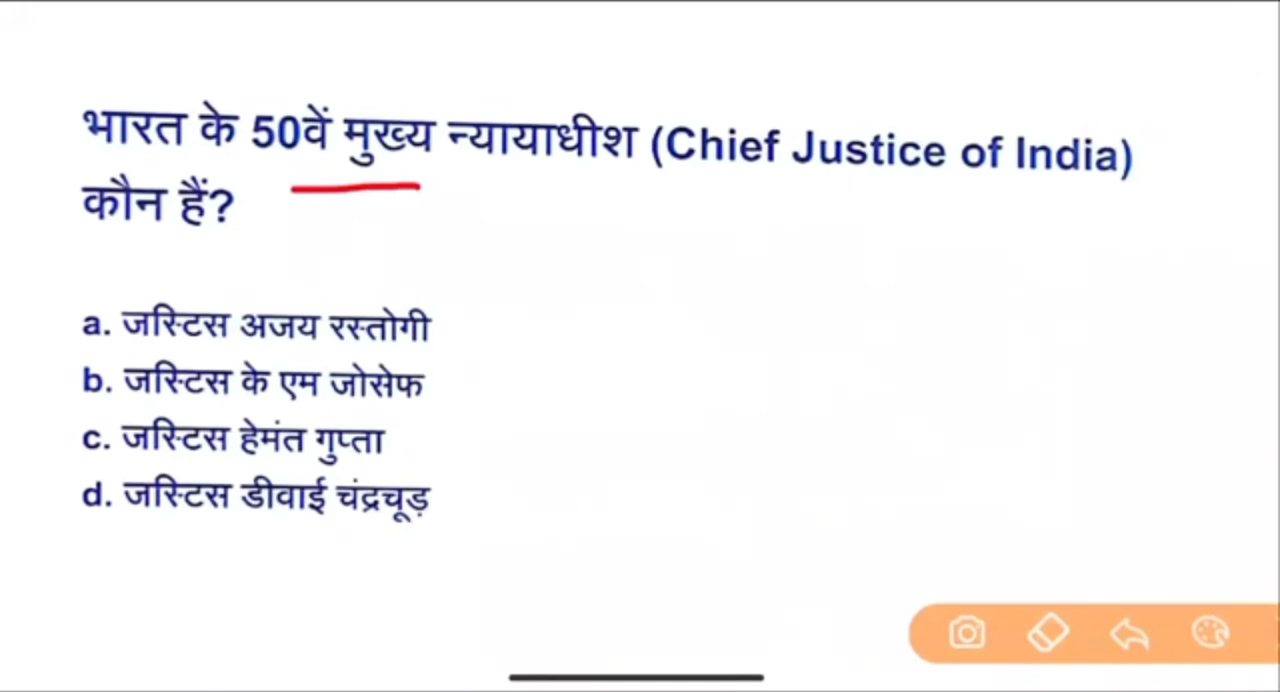 भारत के 50वें मुख्य न्यायाधीश (Chief Justice of India)
कौन हैं?
a. जस्टिस अजय रस्तोगी
b. जस्टिस के एम जोसेफ
c. जस्टिस हेमंत गुप्ता
d. जस्टिस डीवाई चंद्रचूड़